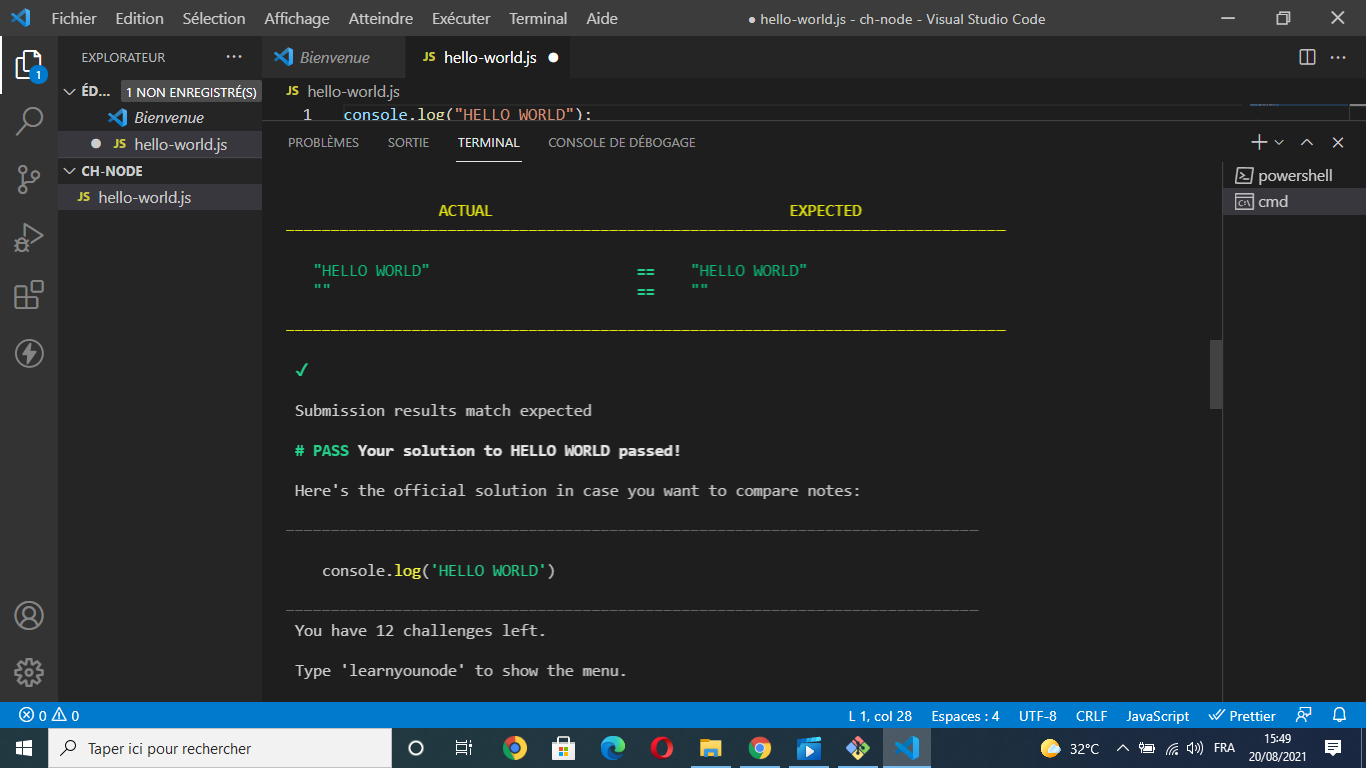 Fichier Edition Sélection Affichage Atteindre Exécuter Terminal Aide
● hello-world.js - ch-node - Visual Studio Code
EXPLORATEUR
Bienvenue
JS hello-world.js
ÉD... 1 NON ENREGISTRÉ(S)
Bienvenue
JS hello-world.js
CH-NODE
JS hello-world.js
1
JS hello-world.js
1 console.log("HELLO WORLD");
PROBLÈMES SORTIE TERMINAL CONSOLE DE DÉBOGAGE
powershell
cmd
ACTUAL EXPECTED
"HELLO WORLD" == "HELLO WORLD"
"" == ""
✓
Submission results match expected
# PASS Your solution to HELLO WORLD passed!
Here's the official solution in case you want to compare notes:
console.log('HELLO WORLD')
You have 12 challenges left.
Type 'learnyounode' to show the menu.
0 0
L 1, col 28 Espaces : 4 UTF-8 CRLF JavaScript Prettier
Taper ici pour rechercher
32°C FRA
15:49
20/08/2021